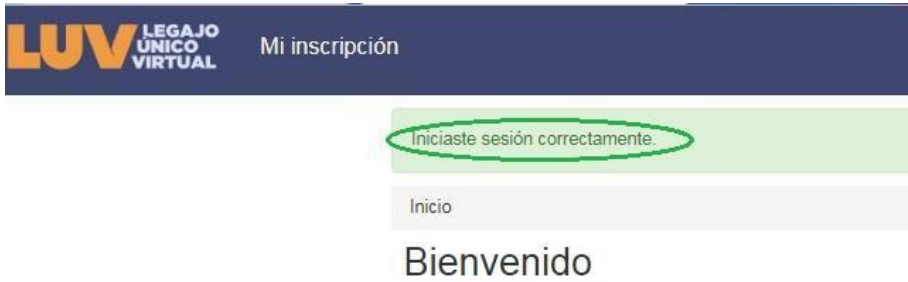 LUV
LEGAJO
ÚNICO
VIRTUAL
Mi inscripción
Iniciaste sesión correctamente.
Inicio
Bienvenido